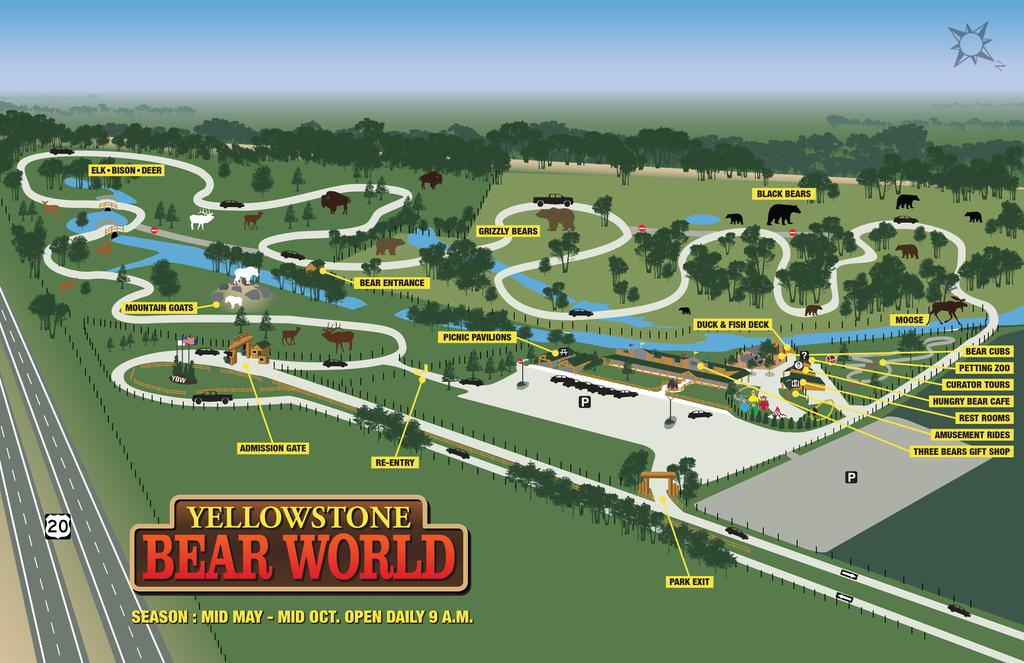 N
ELK • BISON • DEER
BLACK BEARS
GRIZZLY BEARS
BEAR ENTRANCE
MOUNTAIN GOATS
MOOSE
DUCK & FISH DECK
PICNIC PAVILIONS
?
BEAR CUBS
PETTING ZOO
CURATOR TOURS
HUNGRY BEAR CAFE
REST ROOMS
AMUSEMENT RIDES
THREE BEARS GIFT SHOP
YBW
P
ADMISSION GATE
RE-ENTRY
P
20
YELLOWSTONE
BEAR WORLD
PARK EXIT
SEASON : MID MAY - MID OCT. OPEN DAILY 9 A.M.